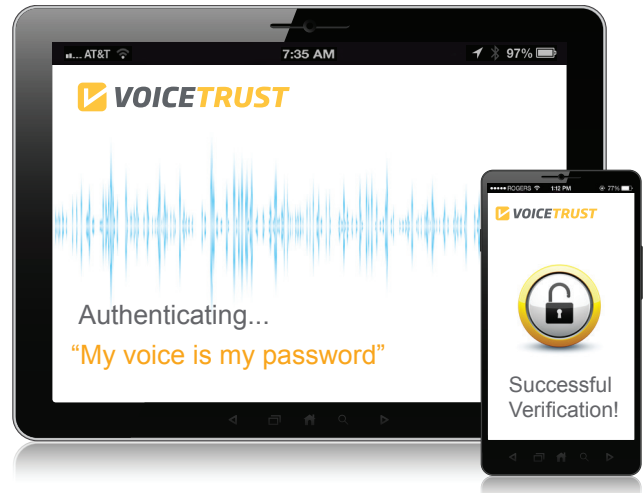 AT&T
7:35 AM
97%
VOICETRUST
Authenticating...
“My voice is my password”
ROGERS
1:12 PM
77%
VOICETRUST
Successful
Verification!